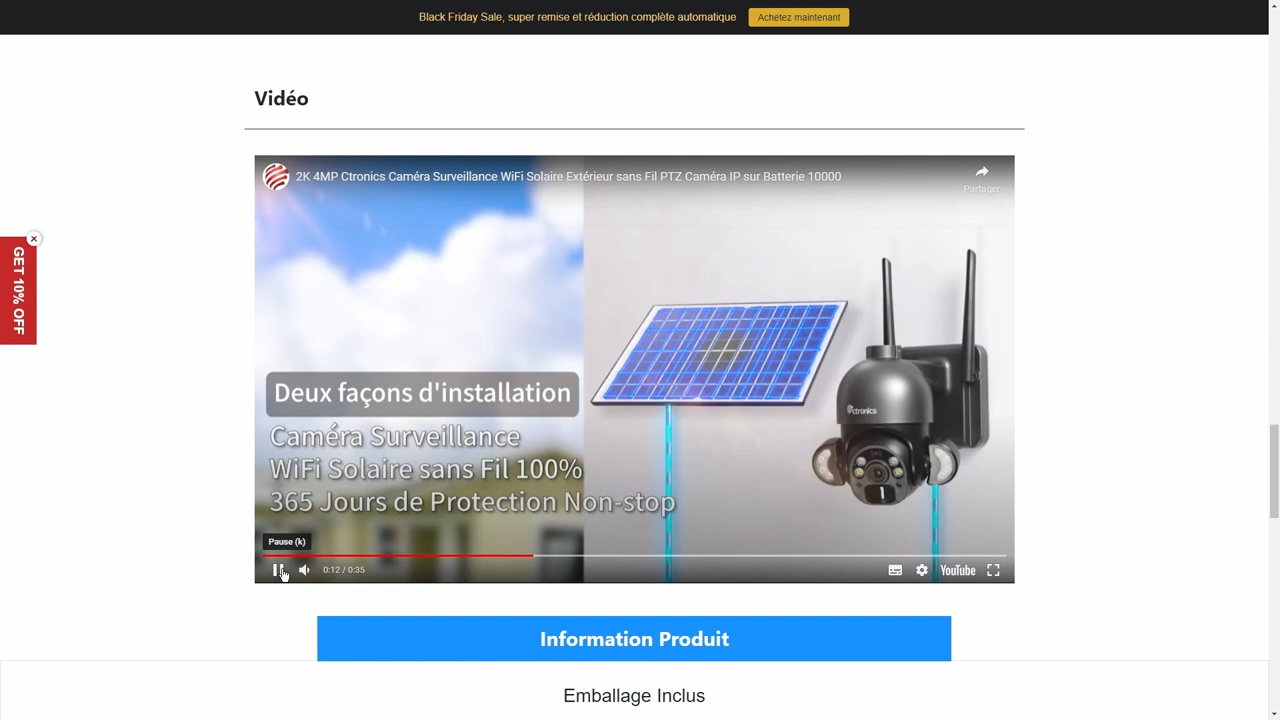 Black Friday Sale, super remise et réduction complète automatique
Achetez maintenant
Vidéo
2K 4MP Ctronics Caméra Surveillance WiFi Solaire Extérieur sans Fil PTZ Caméra IP sur Batterie 10000
Partager
GET 10% OFF
ctronics
Deux façons d'installation
Caméra Surveillance
WiFi Solaire sans Fil 100%
365 Jours de Protection Non-stop
Pause (k)
0:12 / 0:35
YouTube
Information Produit
Emballage Inclus